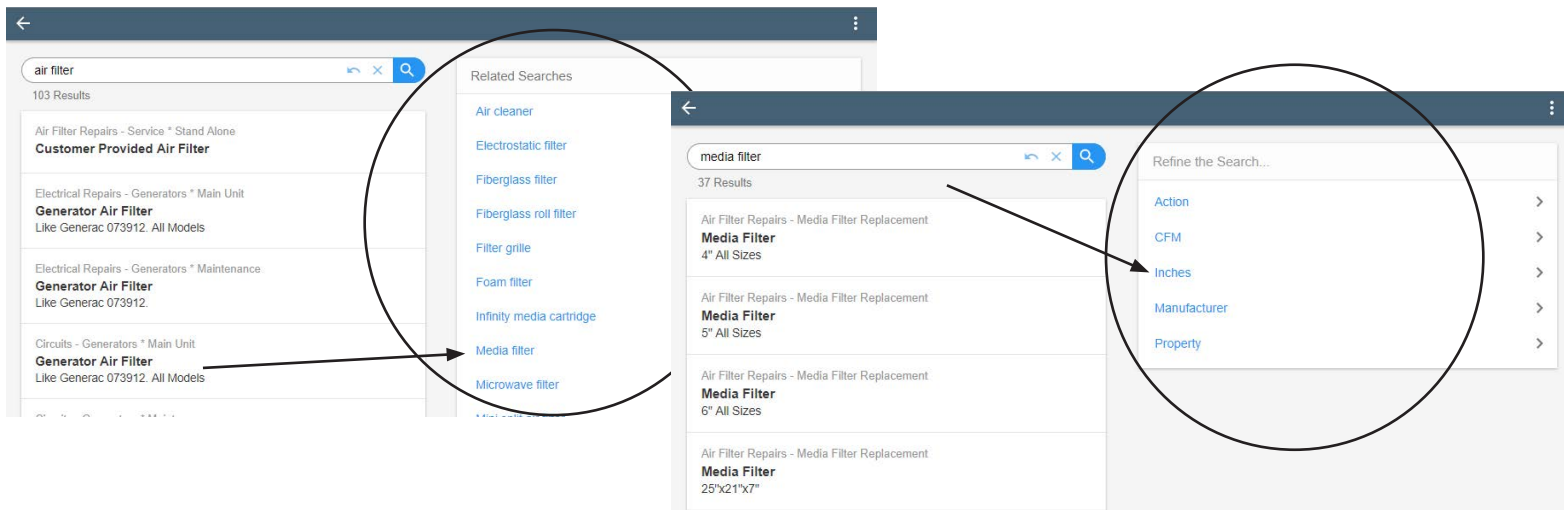 air filter
103 Results
Air Filter Repairs - Service * Stand Alone
Customer Provided Air Filter
Electrical Repairs - Generators * Main Unit
Generator Air Filter
Like Generac 073912. All Models
Electrical Repairs - Generators * Maintenance
Generator Air Filter
Like Generac 073912.
Circuits - Generators * Main Unit
Generator Air Filter
Like Generac 073912. All Models
Related Searches
Air cleaner
Electrostatic filter
Fiberglass filter
Fiberglass roll filter
Filter grille
Foam filter
Infinity media cartridge
Media filter
Microwave filter
media filter
37 Results
Air Filter Repairs - Media Filter Replacement
Media Filter
4" All Sizes
Air Filter Repairs - Media Filter Replacement
Media Filter
5" All Sizes
Air Filter Repairs - Media Filter Replacement
Media Filter
6" All Sizes
Air Filter Repairs - Media Filter Replacement
Media Filter
25"x21"x7"
Refine the Search...
Action
CFM
Inches
Manufacturer
Property